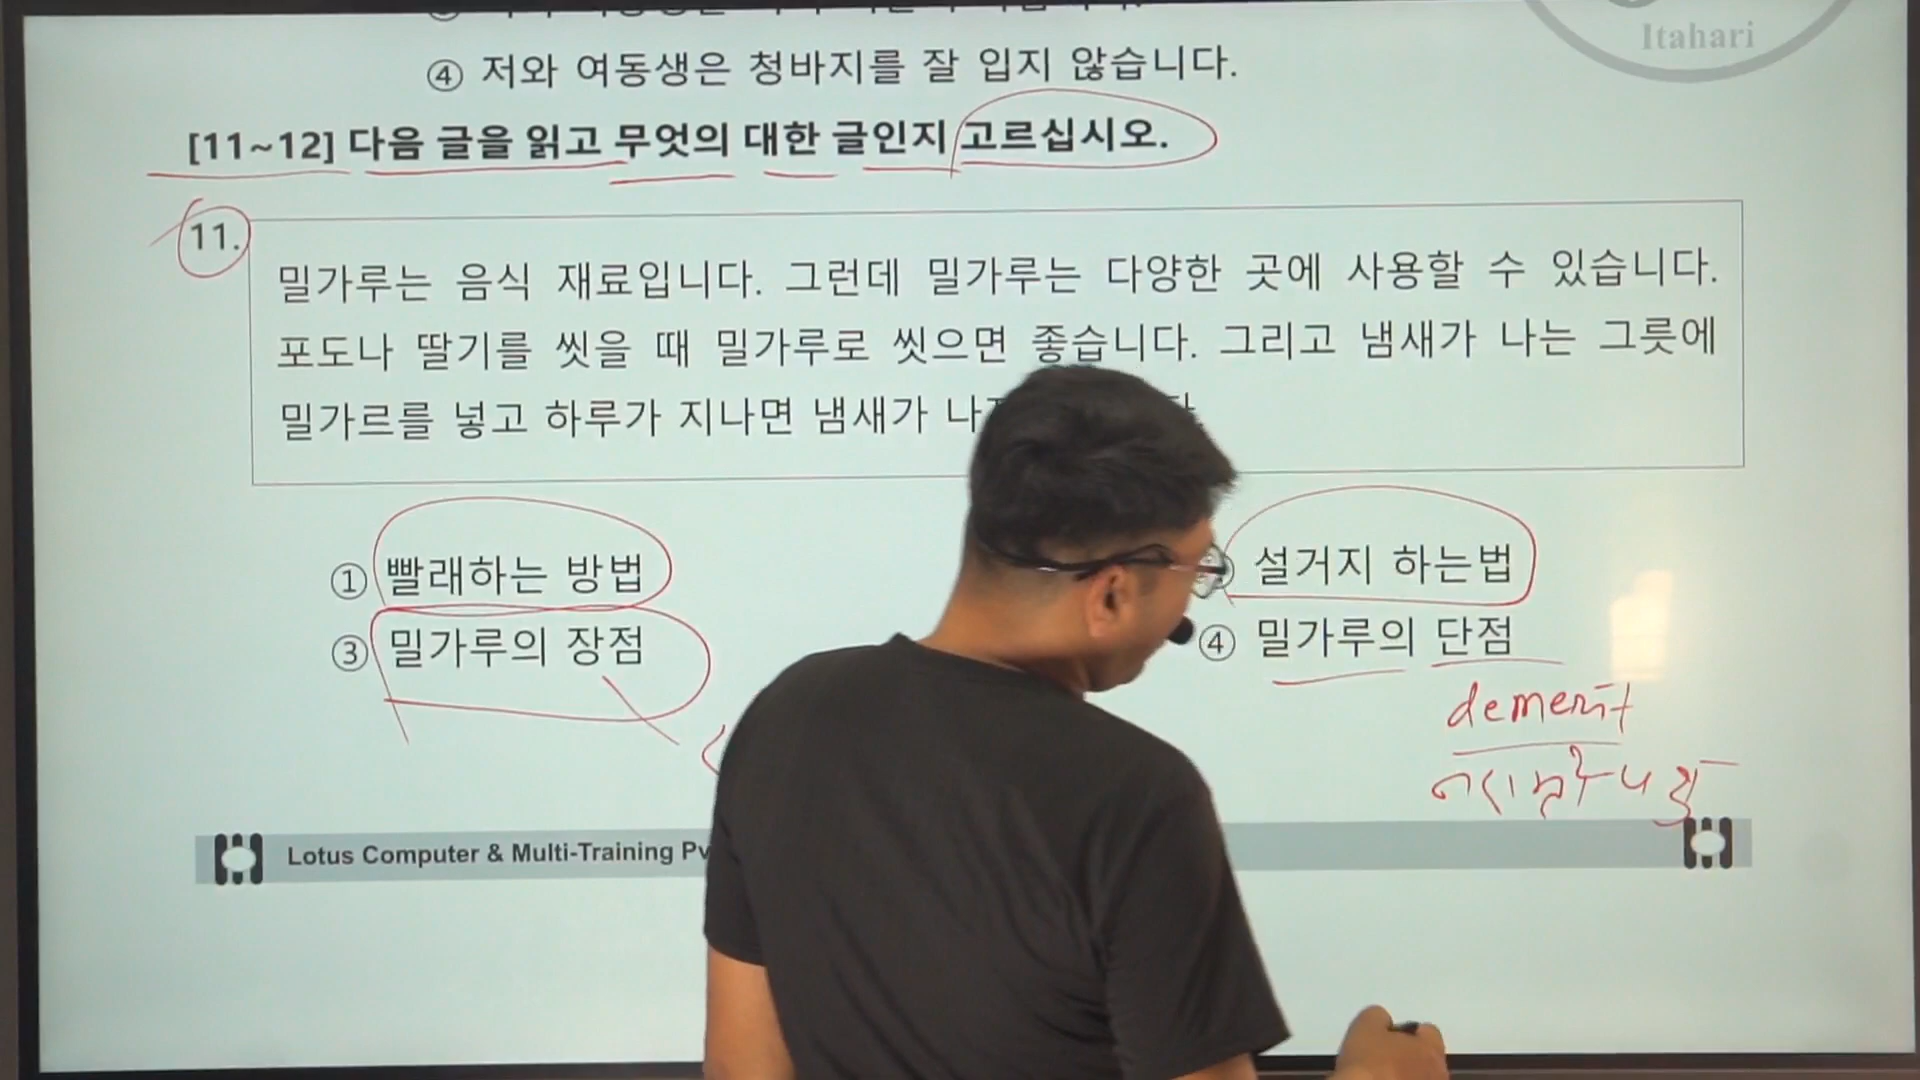 Itahari
④ 저와 여동생은 청바지를 잘 입지 않습니다.
[11~12] 다음 글을 읽고 무엇의 대한 글인지 고르십시오.
11.
밀가루는 음식 재료입니다. 그런데 밀가루는 다양한 곳에 사용할 수 있습니다.
포도나 딸기를 씻을 때 밀가루로 씻으면 좋습니다. 그리고 냄새가 나는 그릇에
밀가르를 넣고 하루가 지나면 냄새가
① 빨래하는 방법
설거지 하는법
③ 밀가루의 장점
④ 밀가루의 단점
demerit
Lotus Computer & Multi-Training